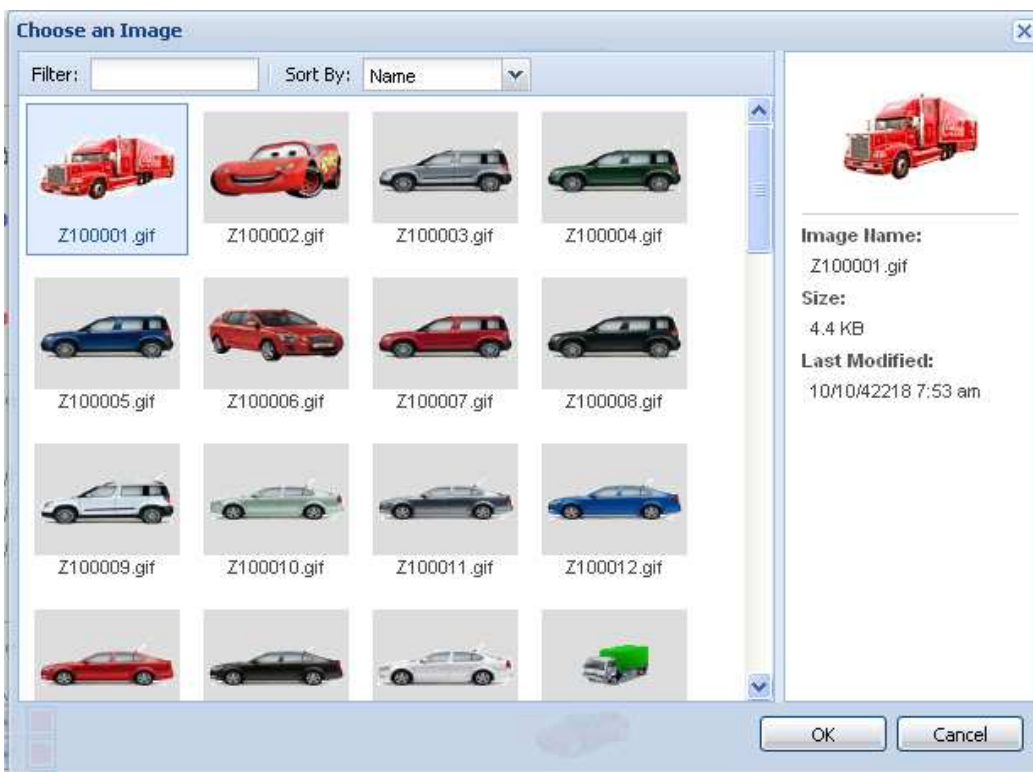 Choose an Image
Filter: Sort By: Name
Z100001.gif Z100002.gif Z100003.gif Z100004.gif
Z100005.gif Z100006.gif Z100007.gif Z100008.gif
Z100009.gif Z100010.gif Z100011.gif Z100012.gif
Image Name:
Z100001.gif
Size:
4.4 KB
Last Modified:
10/10/42218 7:53 am
OK Cancel